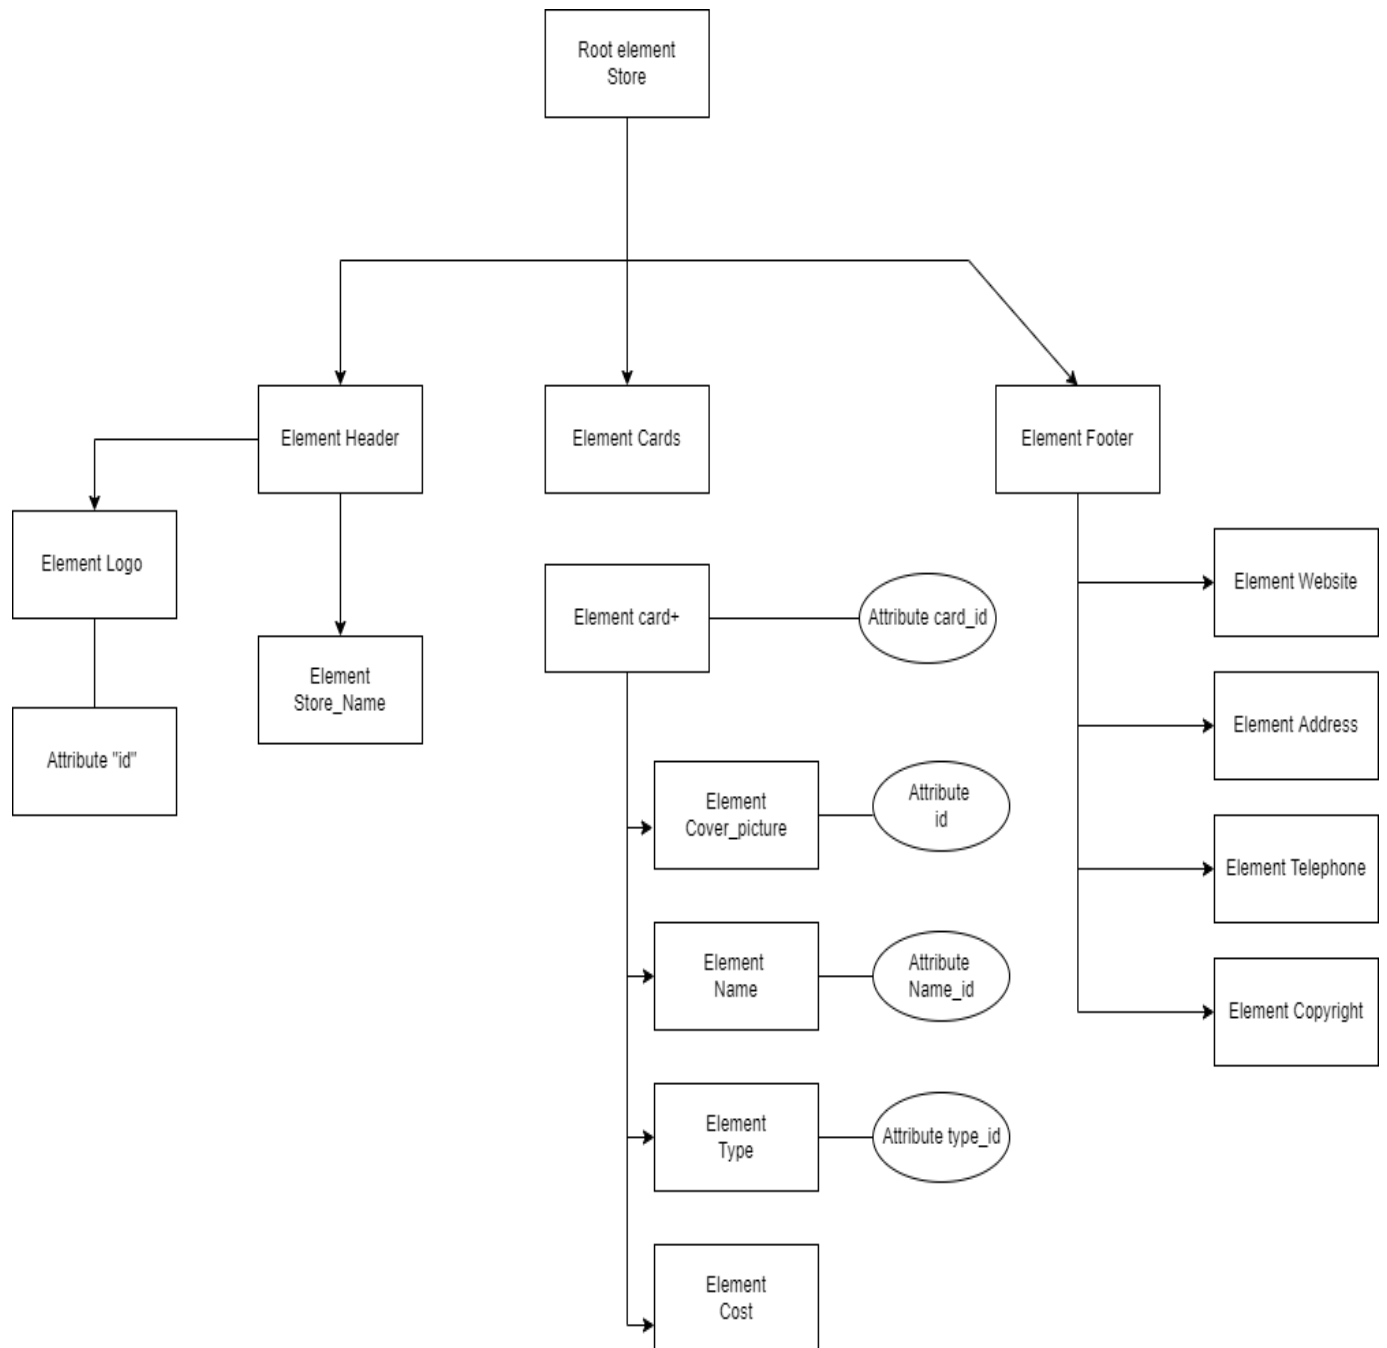 Root element
Store
Element Header
Element Cards
Element Footer
Element Logo
Element Website
Element card+
Attribute card_id
Element
Store_Name
Element Address
Attribute "id"
Element
Cover_picture
Attribute
id
Element Telephone
Element
Name
Attribute
Name_id
Element Copyright
Element
Type
Attribute type_id
Element
Cost